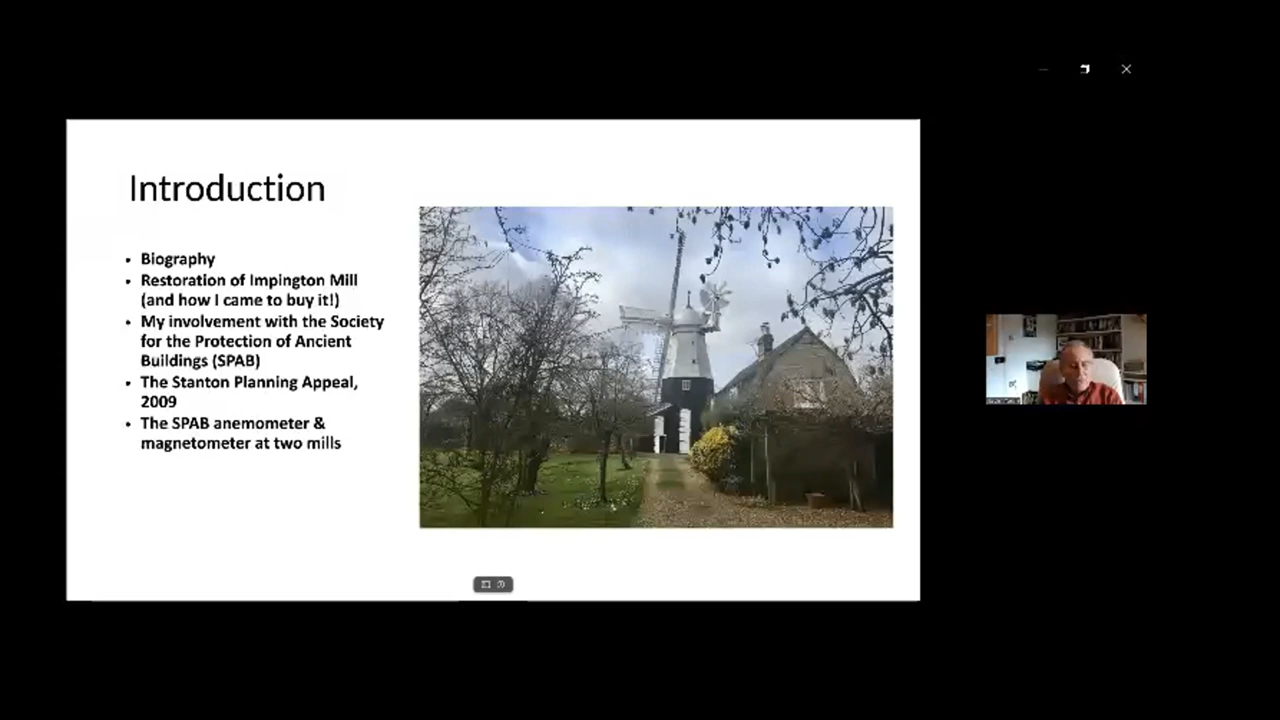 Introduction
Biography
Restoration of Impington Mill
(and how I came to buy it!)
My involvement with the Society
for the Protection of Ancient
Buildings (SPAB)
The Stanton Planning Appeal,
2009
The SPAB anemometer &
magnetometer at two mills